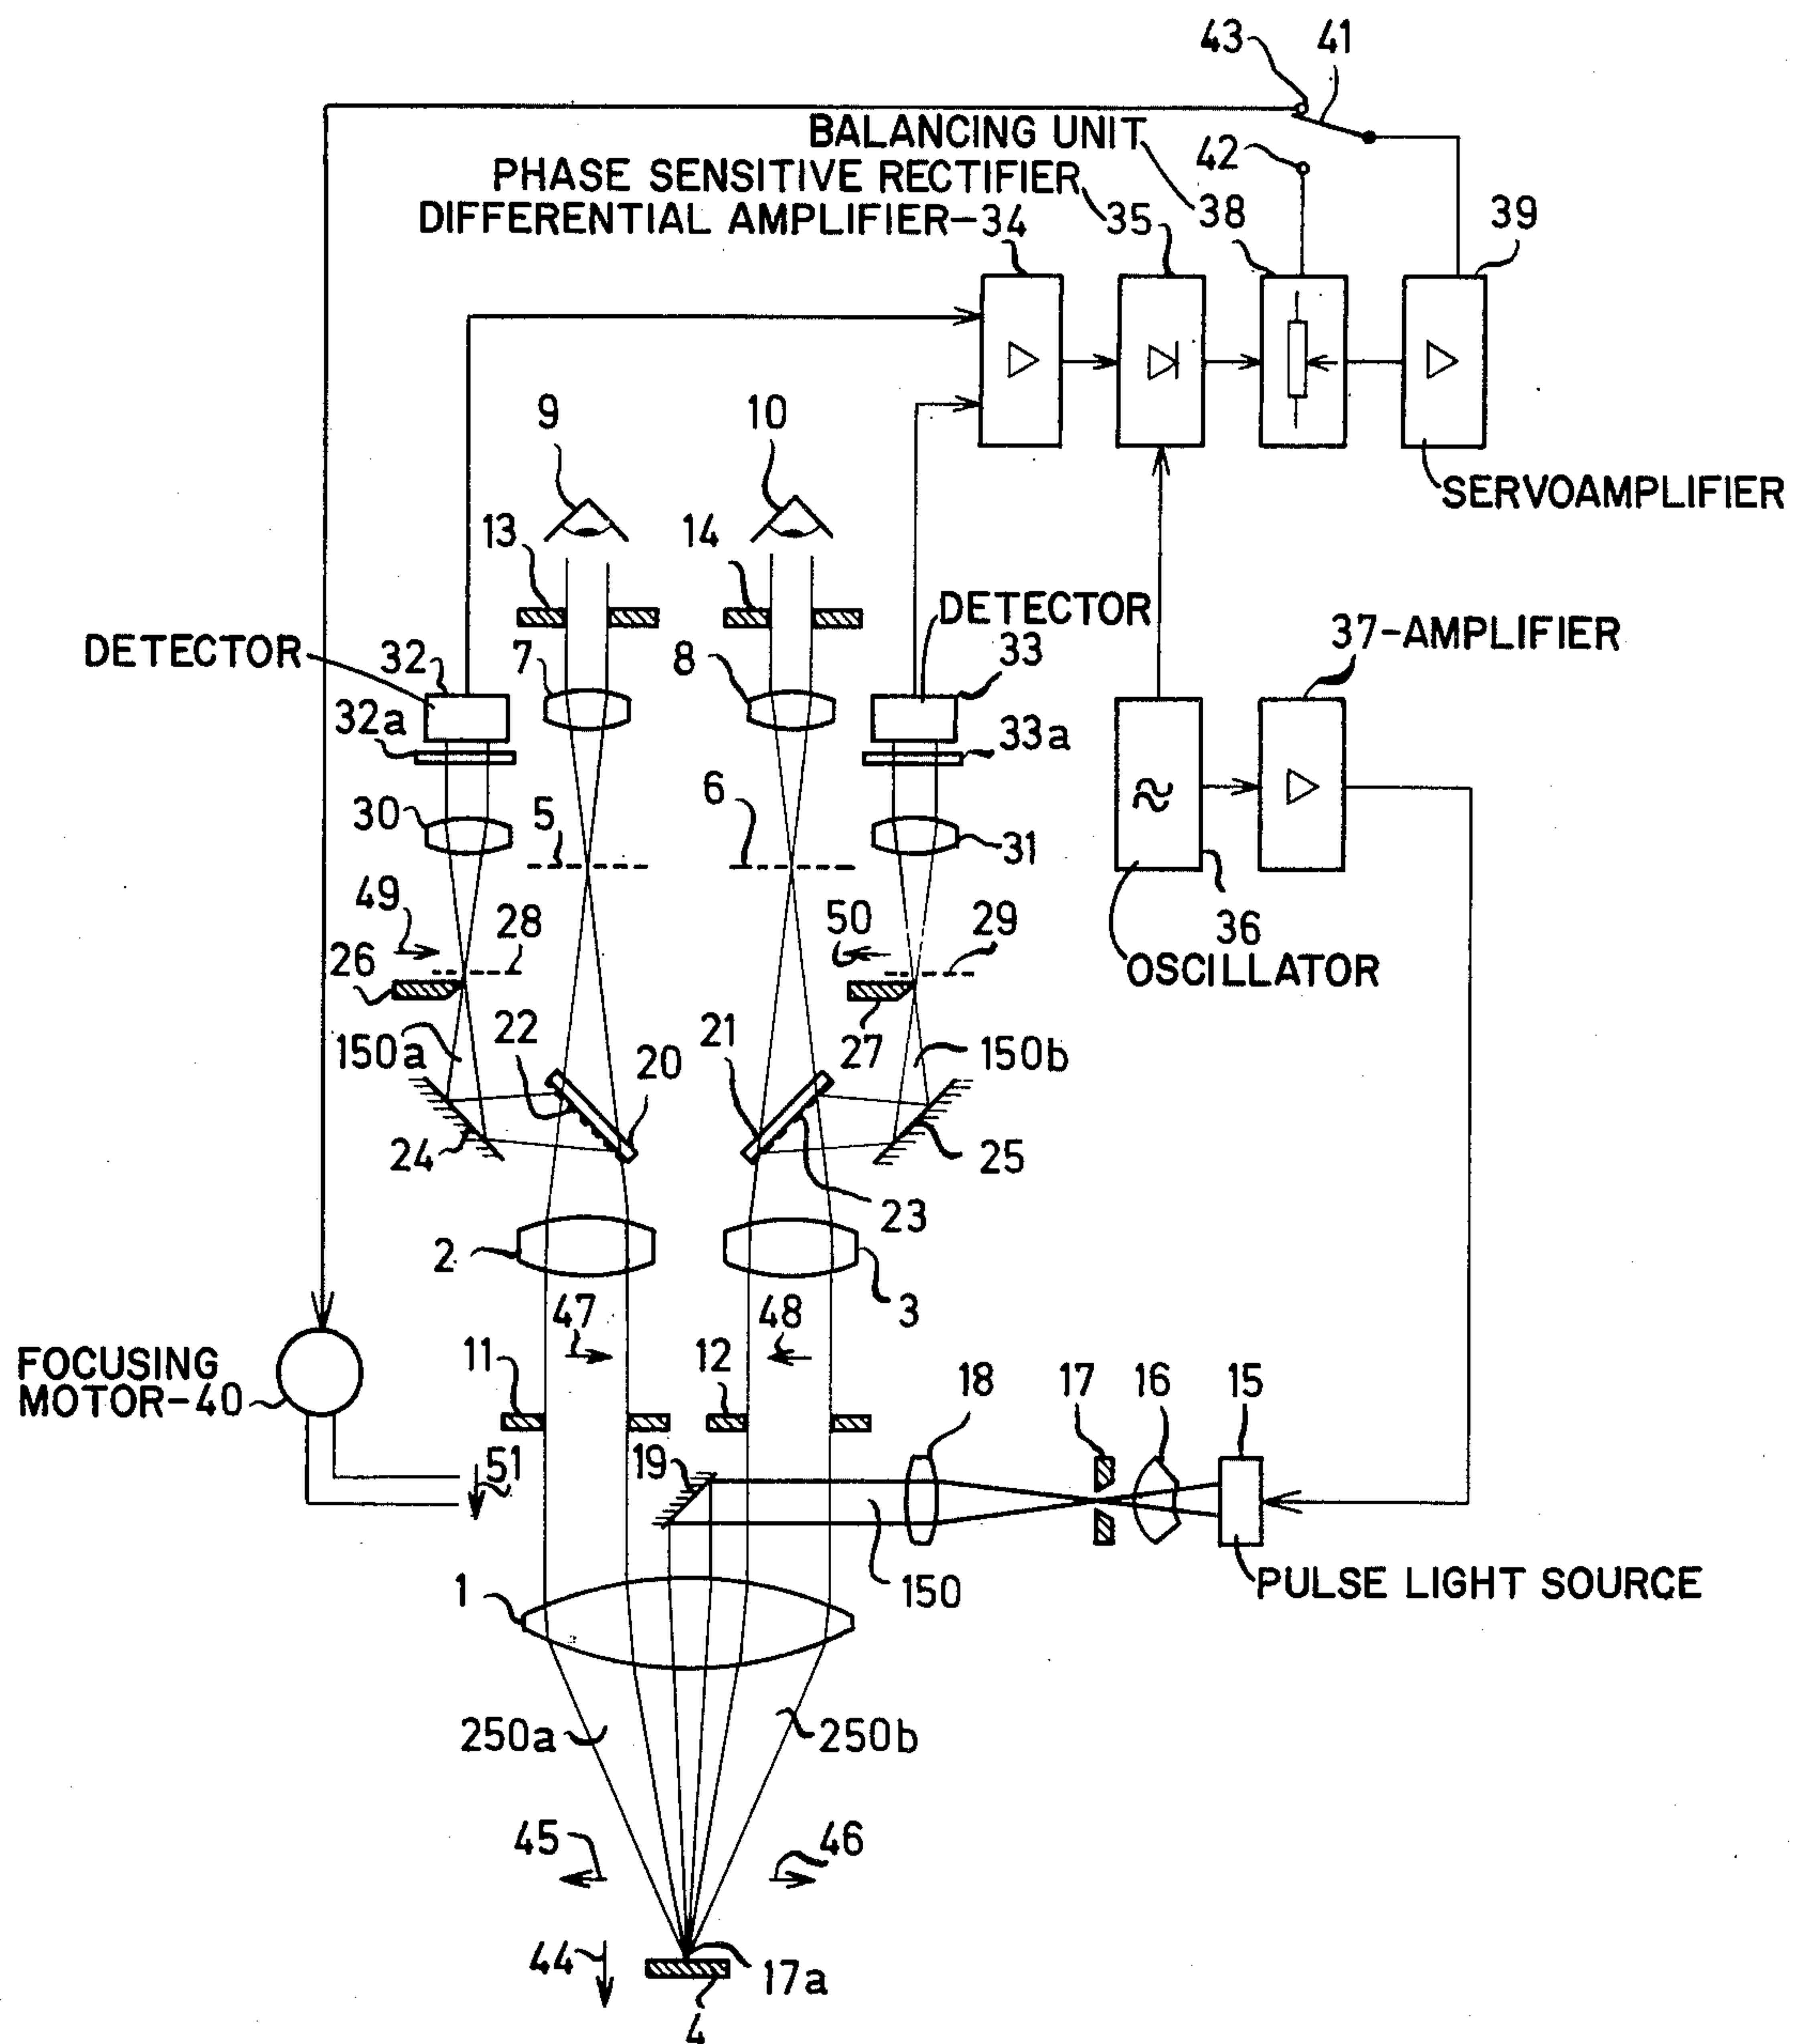 43
41
BALANCING UNIT
42
PHASE SENSITIVE RECTIFIER
DIFFERENTIAL AMPLIFIER-34
35
38
39
9
10
SERVOAMPLIFIER
13
14
DETECTOR
37-AMPLIFIER
DETECTOR
32
7
8
33
32a
33a
30
5
6
31
49
28
50
29
36
26
OSCILLATOR
22
21
27
150a
20
150b
24
25
23
2
3
47
48
FOCUSING
MOTOR-40
11
12
18
17
16
15
51
19
1
150
PULSE LIGHT SOURCE
250a
250b
45
46
44
17a
4